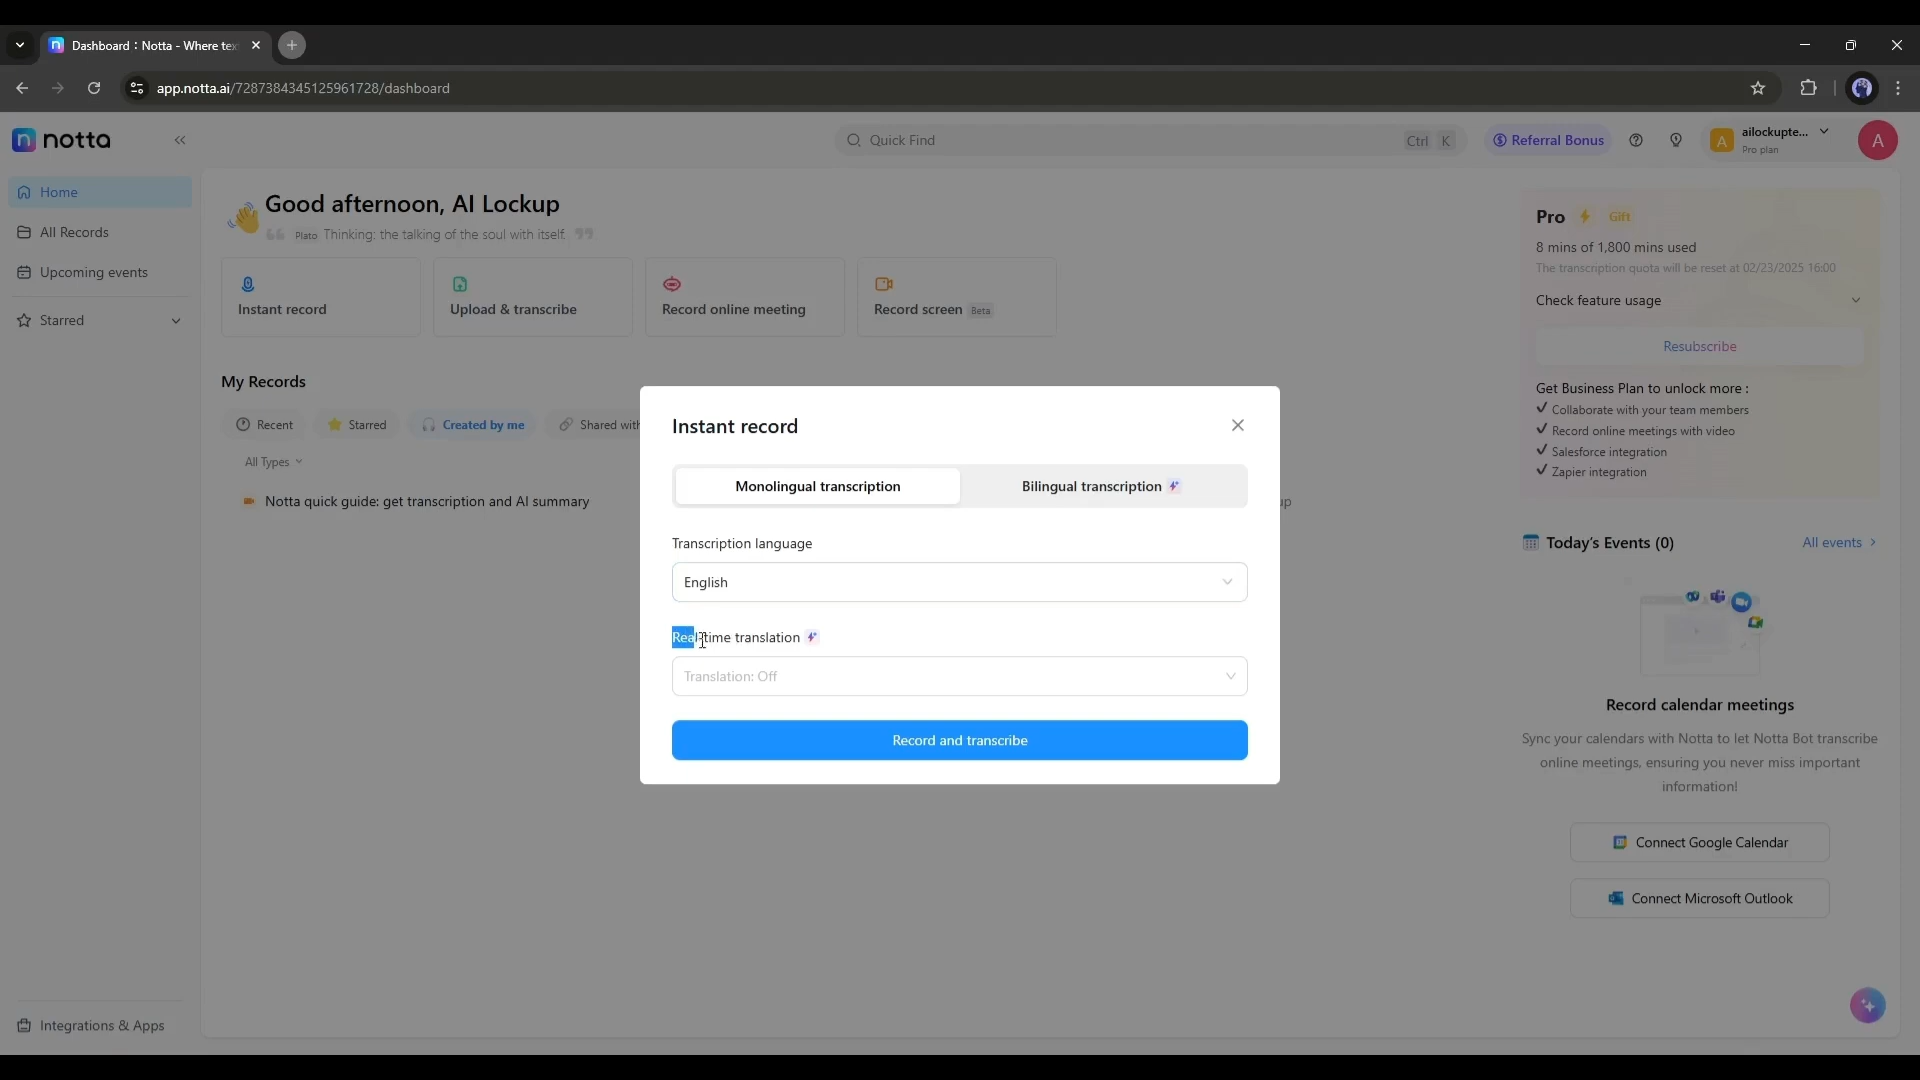 Dashboard : Notta - Where tex
app.notta.ai/7287384345125961728/dashboard
notta
Quick Find
Ctrl K
Referral Bonus
A
ailockupte...
Pro plan
A
Home
All Records
Upcoming events
Starred
Integrations & Apps
Good afternoon, AI Lockup
Plato Thinking: the talking of the soul with itself.
Instant record
Upload & transcribe
Record online meeting
Record screen Beta
My Records
Recent
Starred
Created by me
Shared with
All Types
Notta quick guide: get transcription and AI summary
up
Instant record
Monolingual transcription
Bilingual transcription
Transcription language
English
Real-time translation
Translation: Off
Record and transcribe
Pro Gift
8 mins of 1,800 mins used
The transcription quota will be reset at 02/23/2025 16:00
Check feature usage
Resubscribe
Get Business Plan to unlock more :
Collaborate with your team members
Record online meetings with video
Salesforce integration
Zapier integration
Today's Events (0)
All events
Record calendar meetings
Sync your calendars with Notta to let Notta Bot transcribe
online meetings, ensuring you never miss important
information!
Connect Google Calendar
Connect Microsoft Outlook